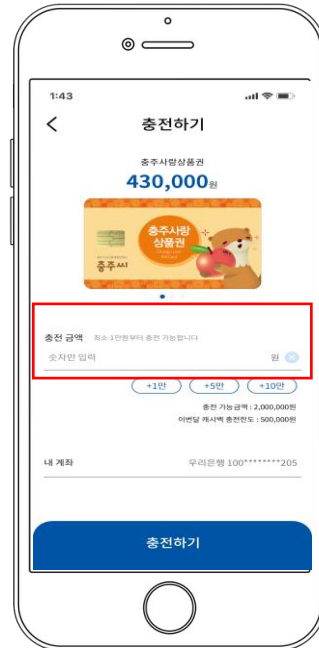 1:43
충전하기
충주사랑상품권
430,000원
충주사랑
상품권
충주씨
충전 금액 최소 1만원부터 충전 가능합니다
숫자만 입력 원
+1만 +5만 +10만
충전 가능금액 : 2,000,000원
이번달 캐시백 충전한도 : 500,000원
내 계좌 우리은행 100********205
충전하기